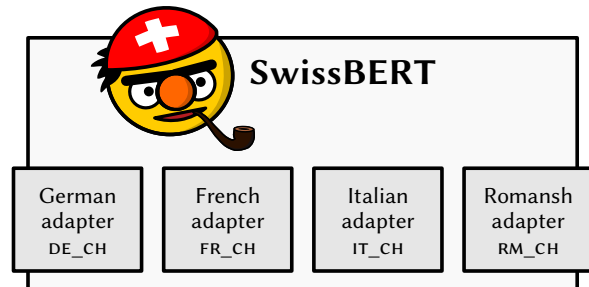 SwissBERT
German
adapter
DE_CH
French
adapter
FR_CH
Italian
adapter
IT_CH
Romansh
adapter
RM_CH